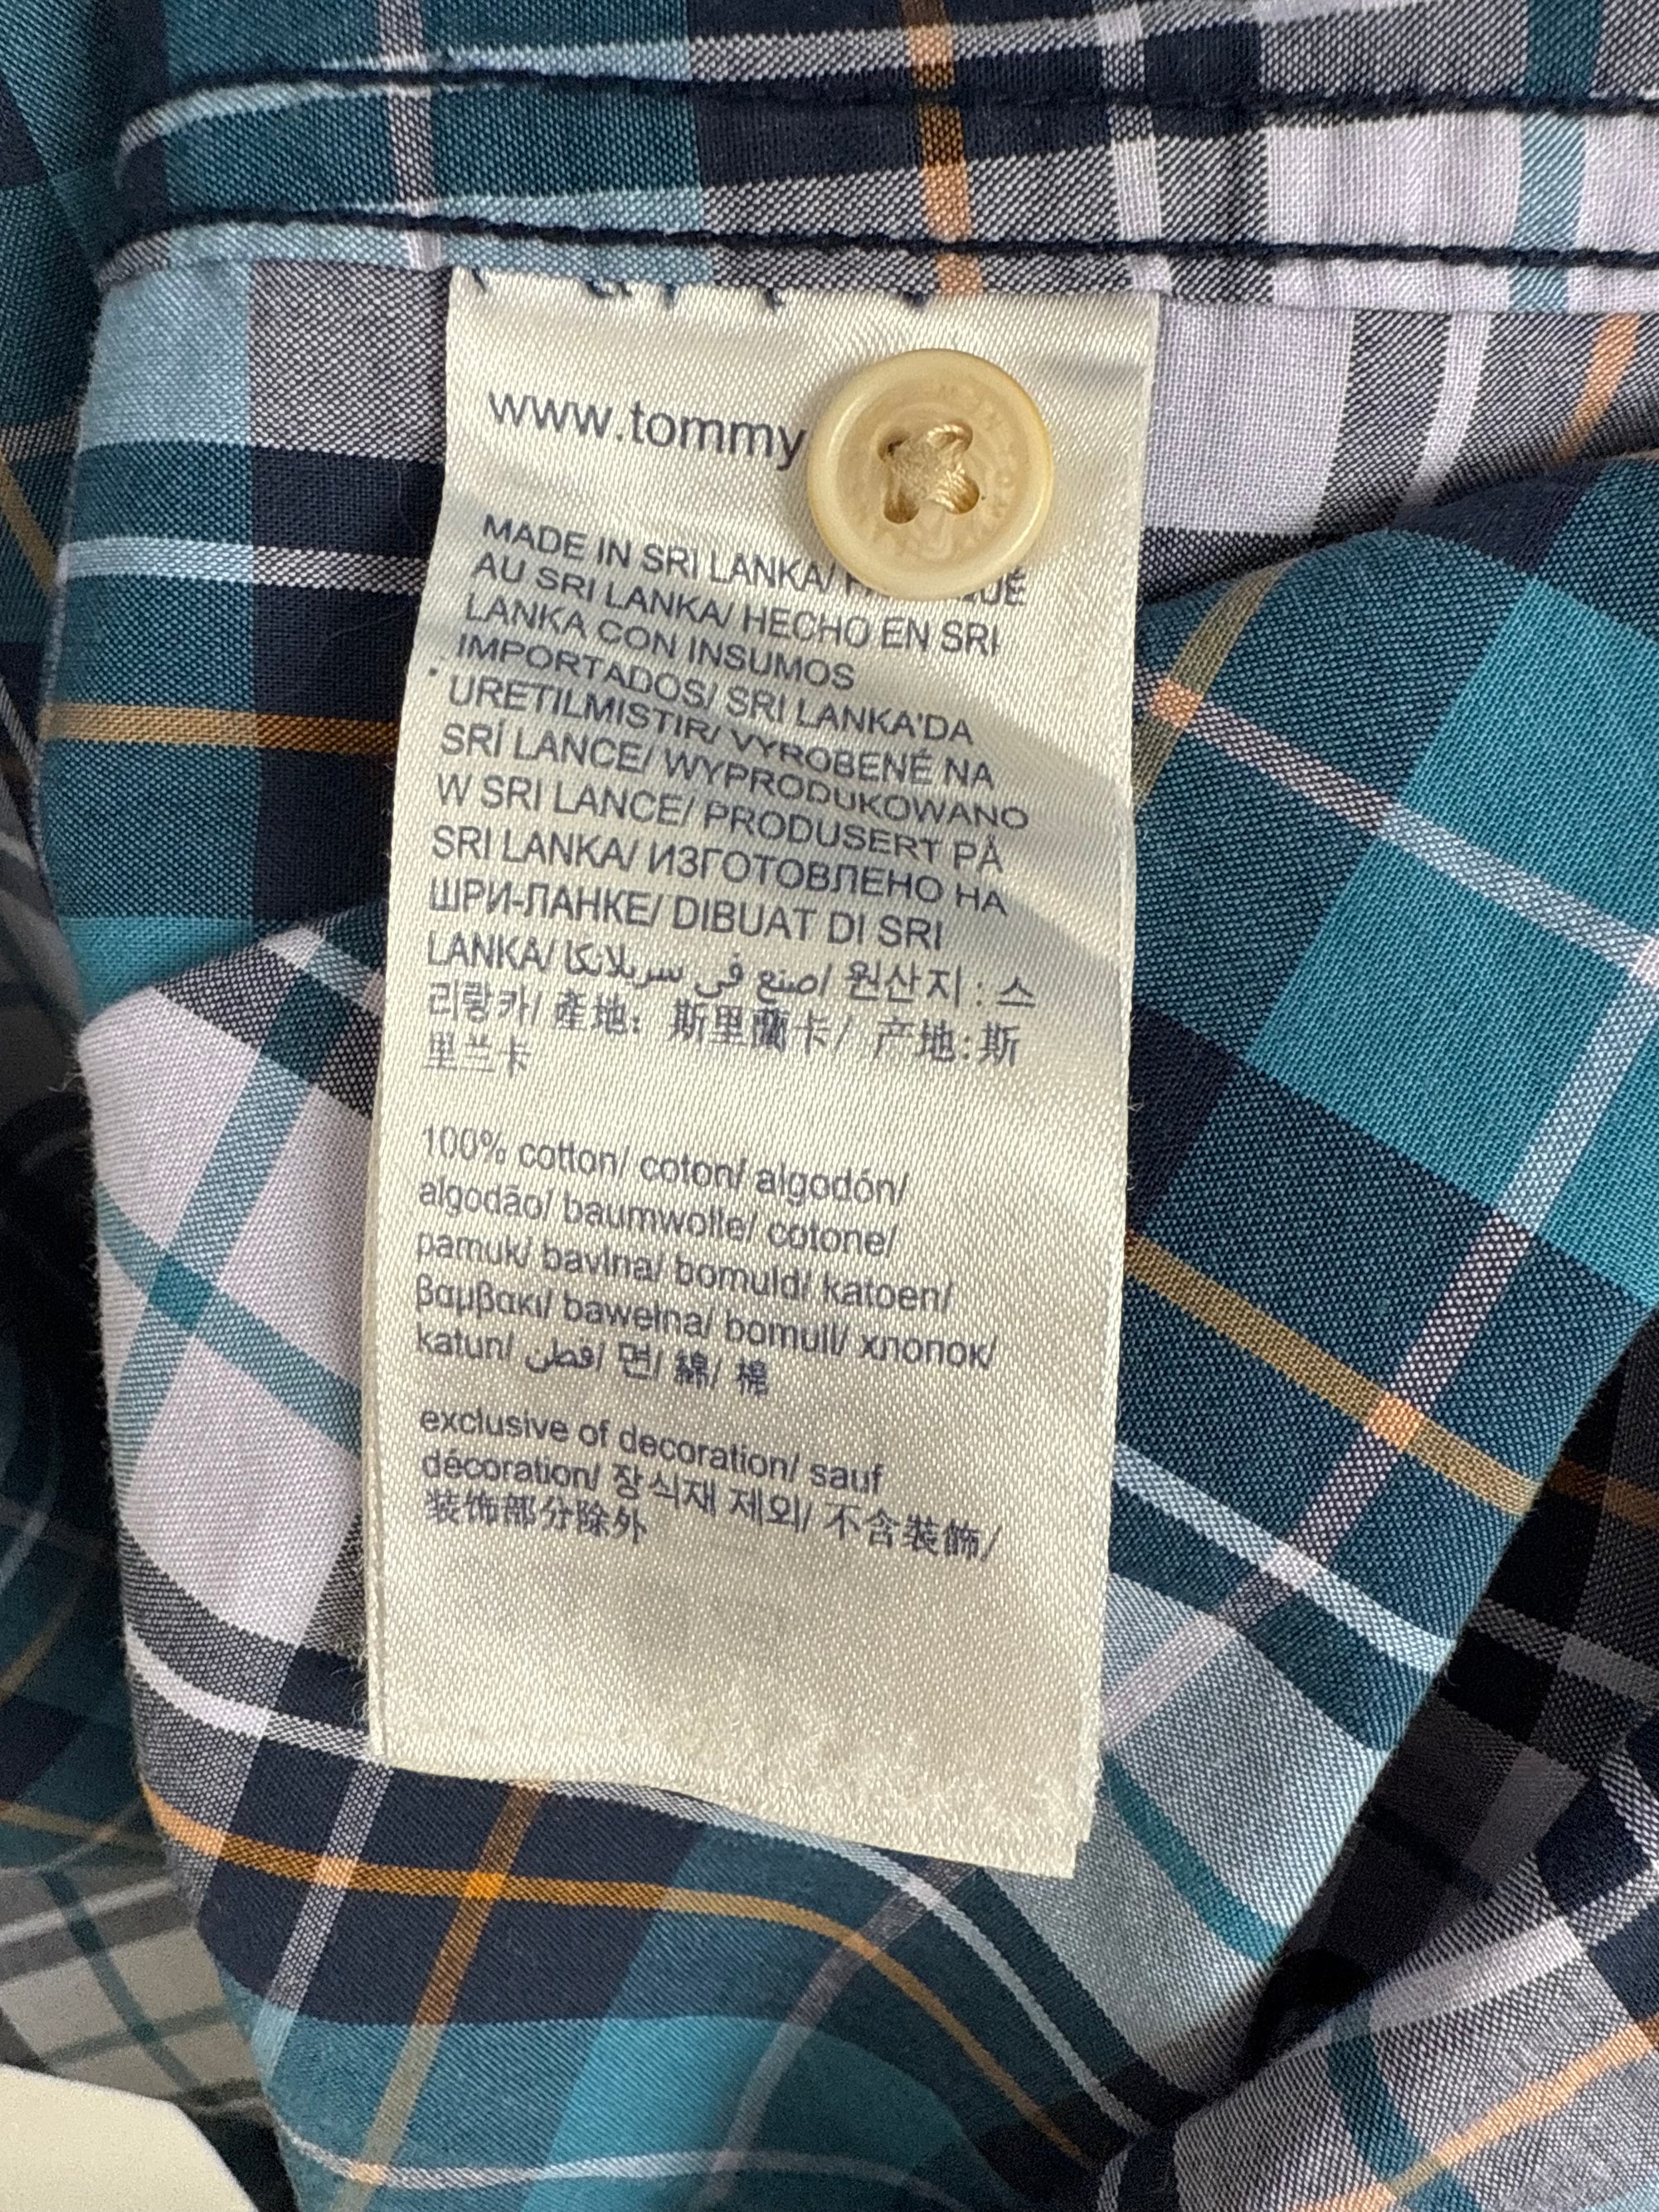 www.tommy
MADE IN SRI LANKA/
AU SRI LANKA/ HECHO EN SRI
LANKA CON INSUMOS
IMPORTADOS/ SRI LANKA'DA
URETILMISTIR/ VYROBENÉ NA
SRÍ LANCE/ WYPRODUKOWANO
W SRI LANCE/ PRODUSERT PÅ
SRI LANKA/ ИЗГОТОВЛЕНО НА
ШРИ-ЛАНКЕ/ DIBUAT DI SRI
LANKA/ صنع في سريلانكا/ 원산지 : 스
리랑카/ 產地: 斯里蘭卡/ 产地:斯
里兰卡
100% cotton/ coton/ algodón/
algodão/ baumwolle/ cotone/
pamuk/ bavlna/ bomuld/ katoen/
βαμβακι/ bawełna/ bomull/ хлопок/
katun/ قطن/ 면/ 綿/ 棉
exclusive of decoration/ sauf
décoration/ 장식재 제외/ 不含裝飾/
装饰部分除外